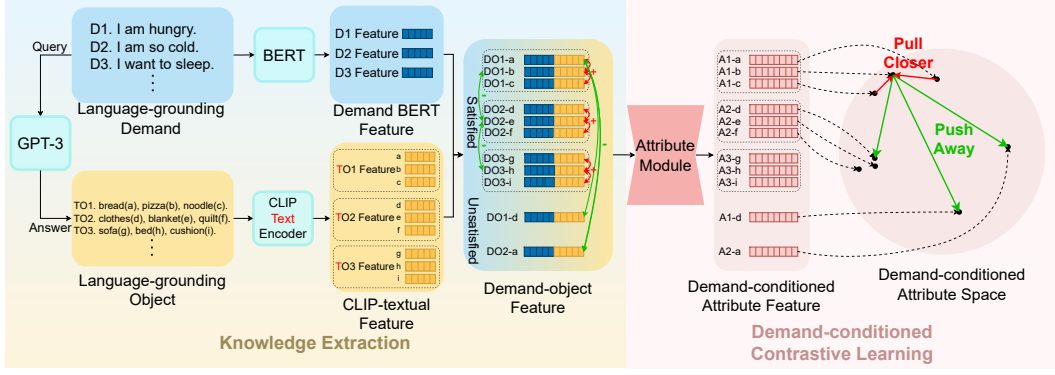 D1. I am hungry.
D2. I am so cold.
D3. I want to sleep.
⋮
Query
Language-grounding
Demand
BERT
D1 Feature
D2 Feature
D3 Feature
⋮
Demand BERT
Feature
GPT-3
Answer
TO1. bread(a), pizza(b), noodle(c).
TO2. clothes(d), blanket(e), quilt(f).
TO3. sofa(g), bed(h), cushion(i).
⋮
Language-grounding
Object
CLIP
Text
Encoder
a
TO1 Feature b
c
d
TO2 Feature e
f
g
TO3 Feature h
i
CLIP-textual
Feature
Knowledge Extraction
Satisfied
Unsatisfied
DO1-a
DO1-b
DO1-c
DO2-d
DO2-e
DO2-f
DO3-g
DO3-h
DO3-i
DO1-d
DO2-a
+
+
+
-
-
-
Demand-object
Feature
Attribute
Module
A1-a
A1-b
A1-c
A2-d
A2-e
A2-f
A3-g
A3-h
A3-i
A1-d
A2-a
Demand-conditioned
Attribute Feature
Pull
Closer
Push
Away
Demand-conditioned
Attribute Space
Demand-conditioned
Contrastive Learning